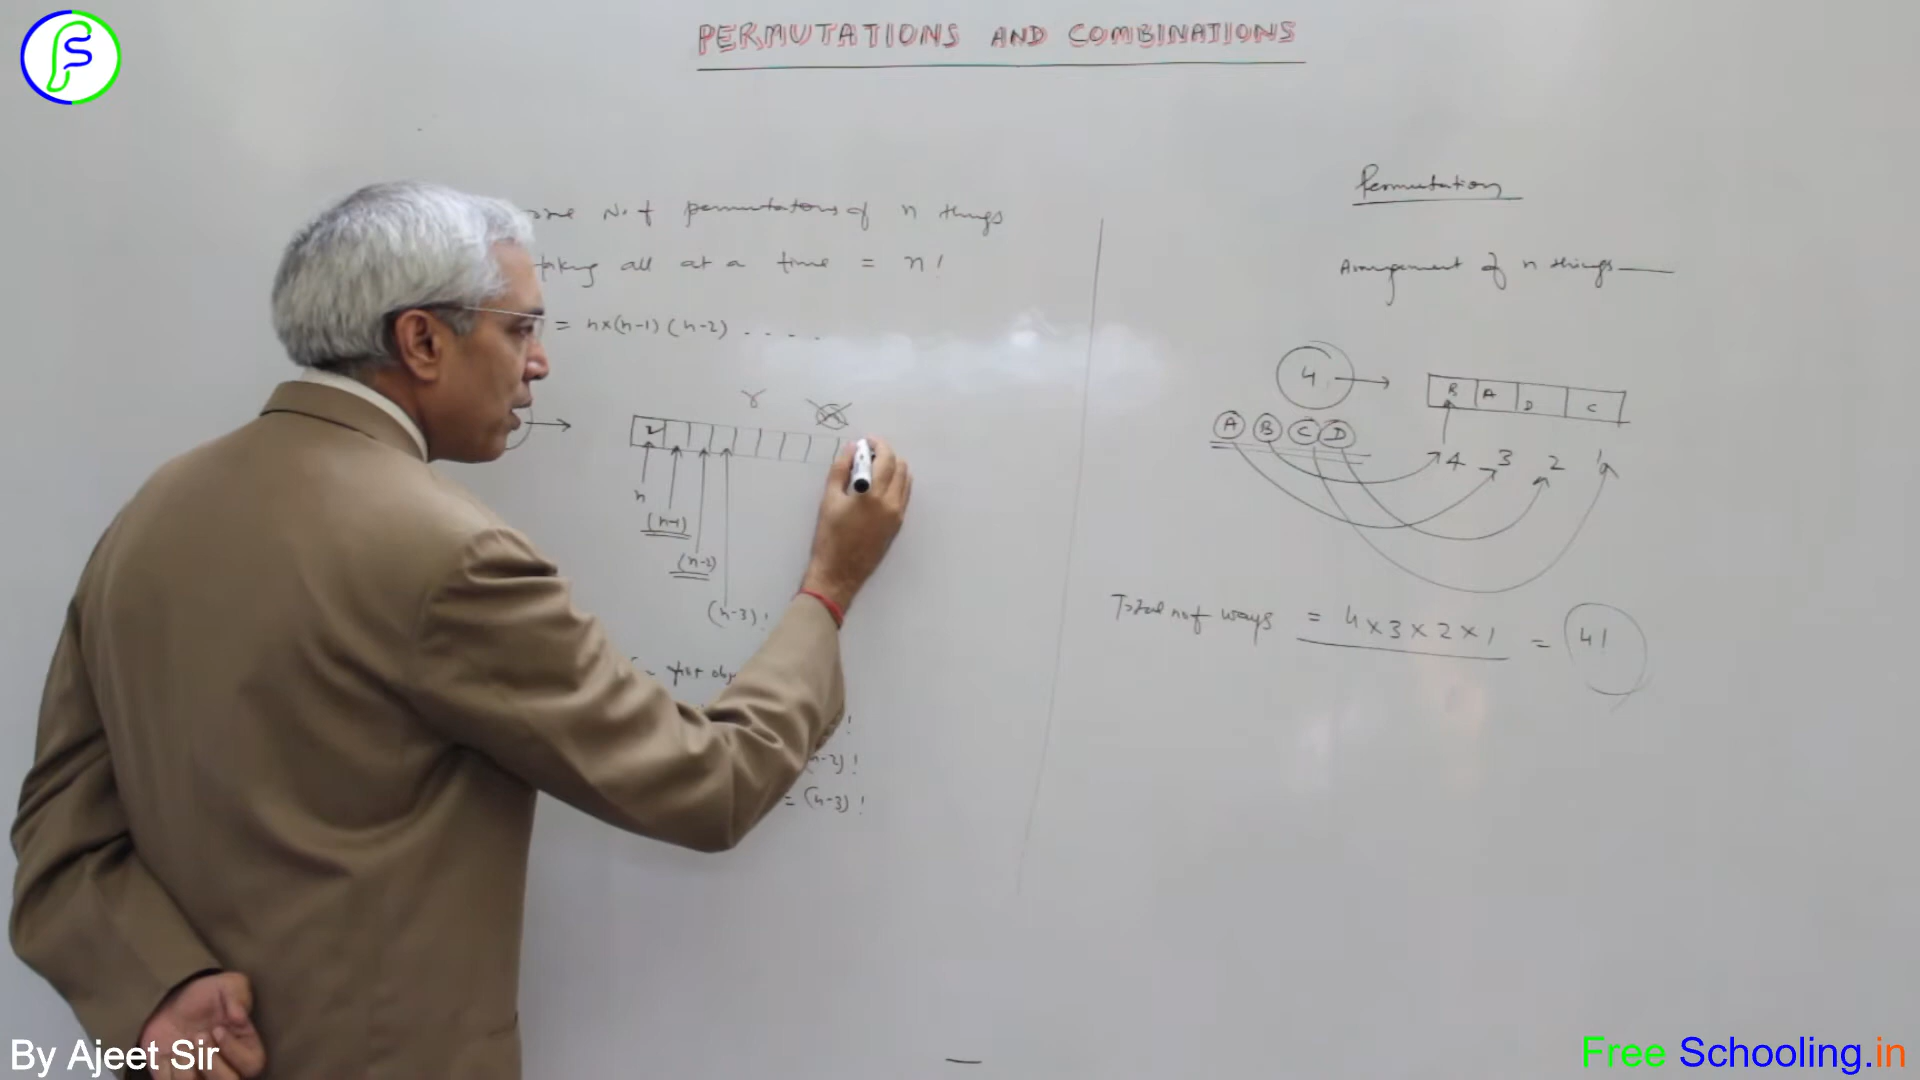 PERMUTATIONS AND COMBINATIONS
No. of permutations of n things
taking all at a time = n!
= n×(n-1)(n-2) ....
r
n
(n-1)
(n-2)
(n-3)!
!
(n-2)!
= (n-3)!
Permutation
Arrangement of n things
4
B A D C
A B C D
4 3 2 1
Total no of ways = 4×3×2×1 = 4!
By Ajeet Sir
Free Schooling.in